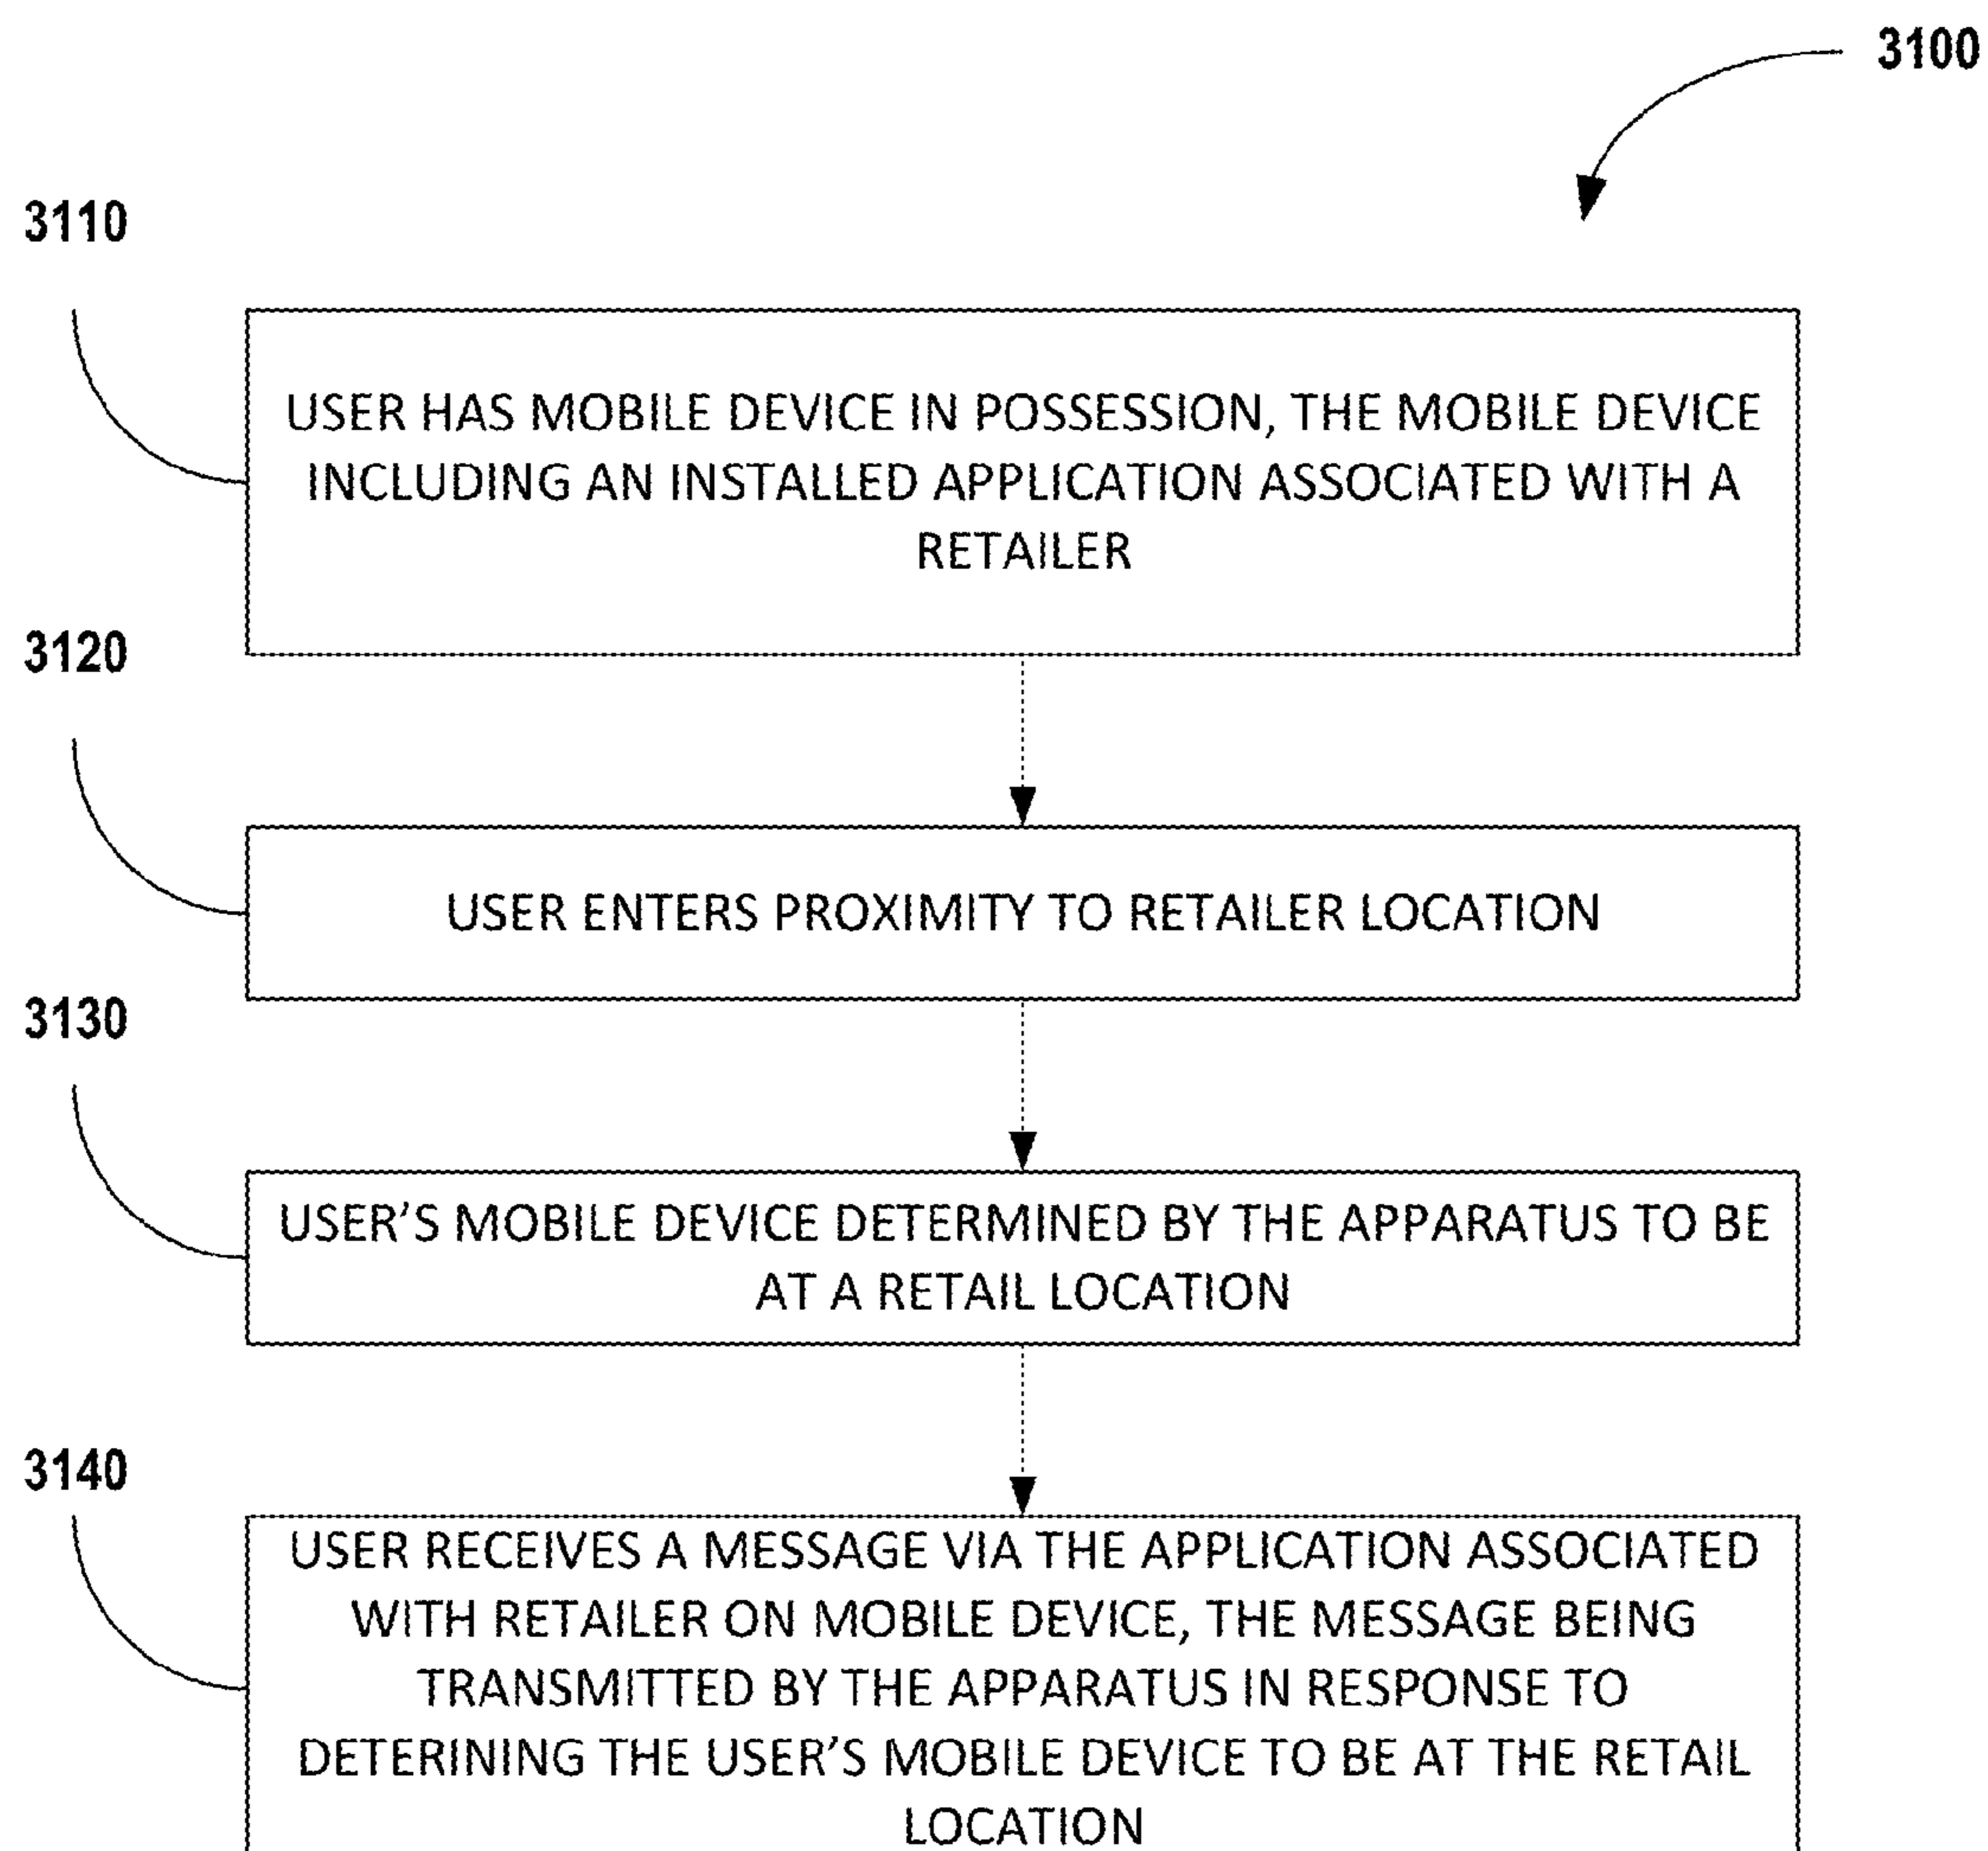 3100
3110
USER HAS MOBILE DEVICE IN POSSESSION, THE MOBILE DEVICE
INCLUDING AN INSTALLED APPLICATION ASSOCIATED WITH A
RETAILER
3120
USER ENTERS PROXIMITY TO RETAILER LOCATION
3130
USER'S MOBILE DEVICE DETERMINED BY THE APPARATUS TO BE
AT A RETAIL LOCATION
3140
USER RECEIVES A MESSAGE VIA THE APPLICATION ASSOCIATED
WITH RETAILER ON MOBILE DEVICE, THE MESSAGE BEING
TRANSMITTED BY THE APPARATUS IN RESPONSE TO
DETERINING THE USER'S MOBILE DEVICE TO BE AT THE RETAIL
LOCATION